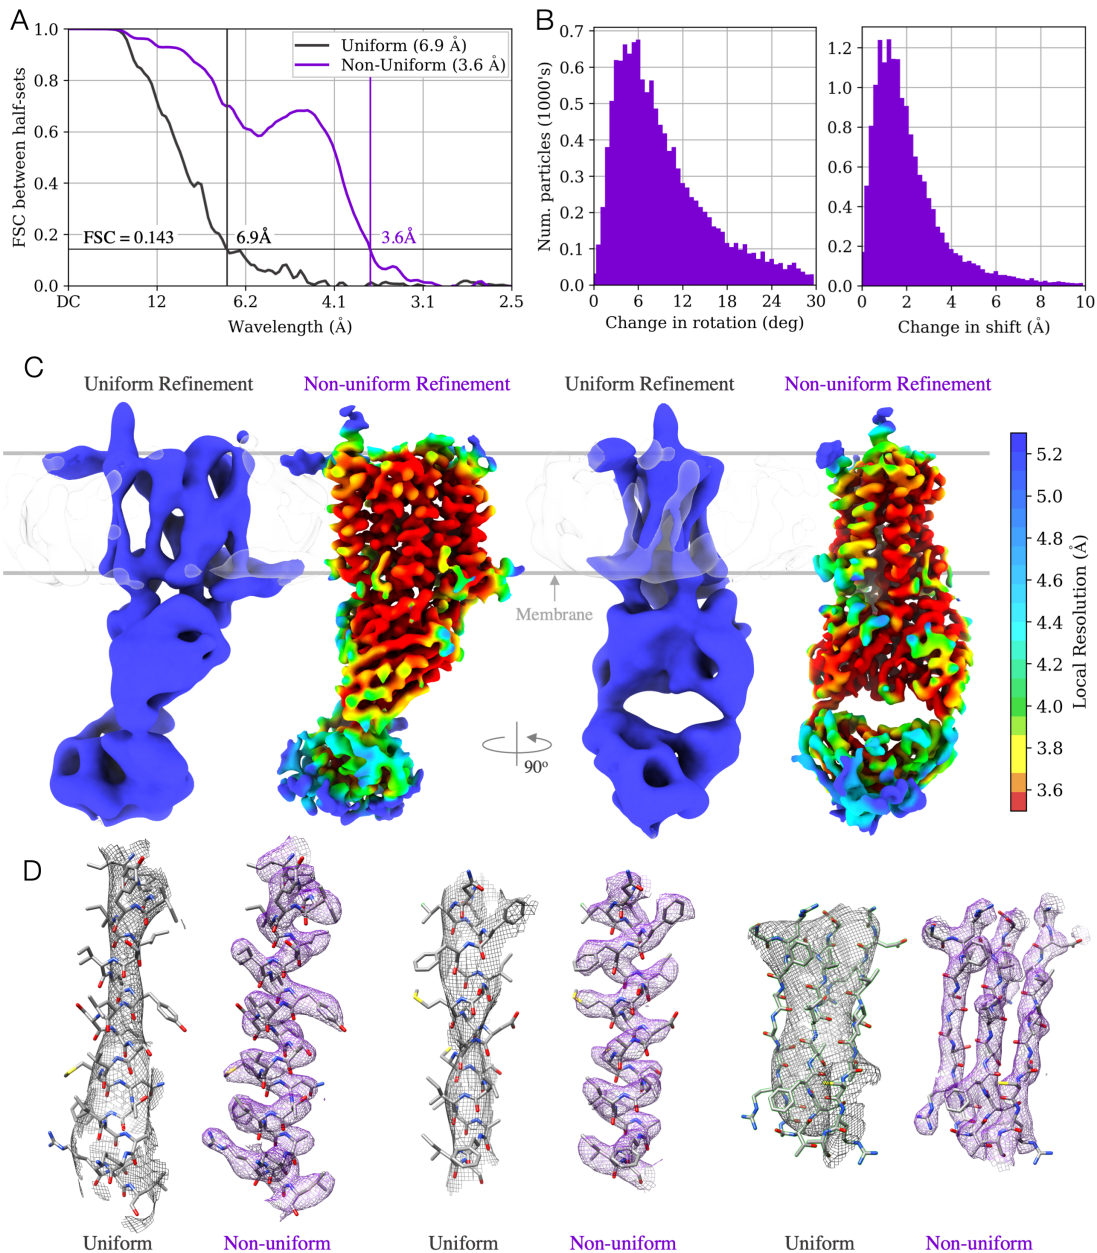 A
1.0
0.8
0.6
0.4
0.2
0.0
FSC between half-sets
Uniform (6.9 Å)
Non-Uniform (3.6 Å)
FSC = 0.143
6.9Å
3.6Å
DC 12 6.2 4.1 3.1 2.5
Wavelength (Å)
B
0.7
0.6
0.5
0.4
0.3
0.2
0.1
0.0
Num. particles (1000's)
0 6 12 18 24 30
Change in rotation (deg)
1.2
1.0
0.8
0.6
0.4
0.2
0.0
0 2 4 6 8 10
Change in shift (Å)
C
Uniform Refinement
Non-uniform Refinement
Uniform Refinement
Non-uniform Refinement
Membrane
90°
5.2
5.0
4.8
4.6
4.4
4.2
4.0
3.8
3.6
Local Resolution (Å)
D
Uniform
Non-uniform
Uniform
Non-uniform
Uniform
Non-uniform